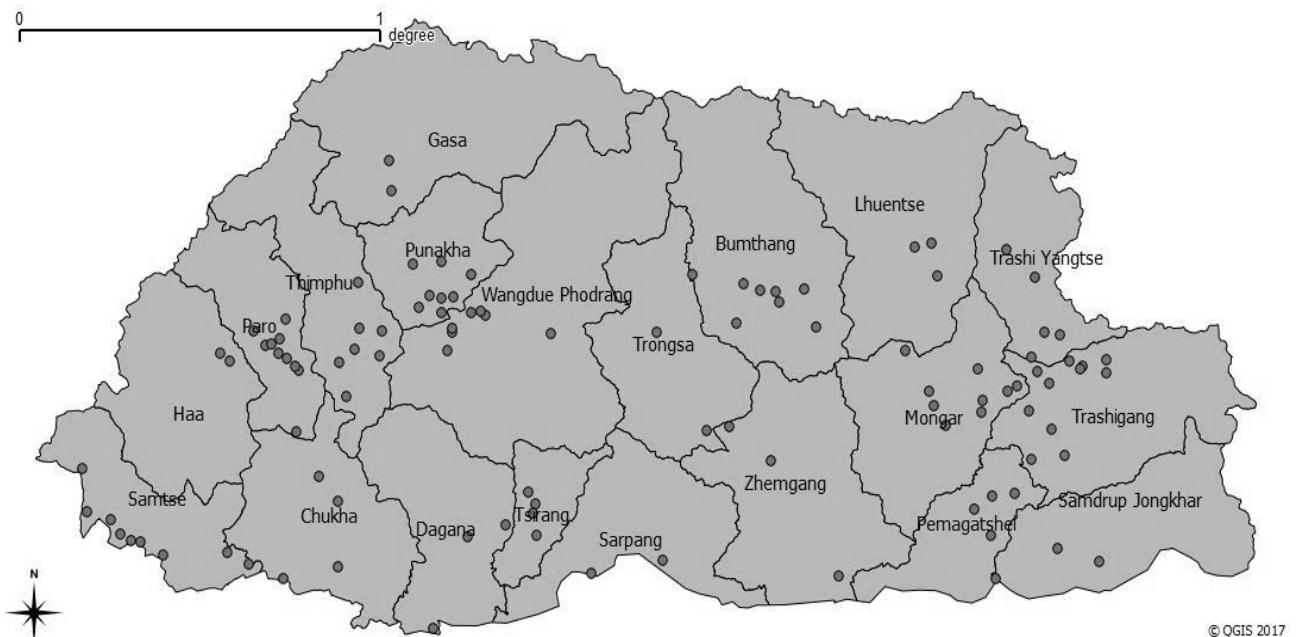 0 1
degree
Gasa
Lhuentse
Punakha
Bumthang
Trashi Yangtse
Thimphu
Wangdue Phodrang
Paro
Trongsa
Haa
Mongar
Trashigang
Zhemgang
Samtse
Samdrup Jongkhar
Chukha
Tsirang
Pemagatshel
Dagana
Sarpang
N
© QGIS 2017